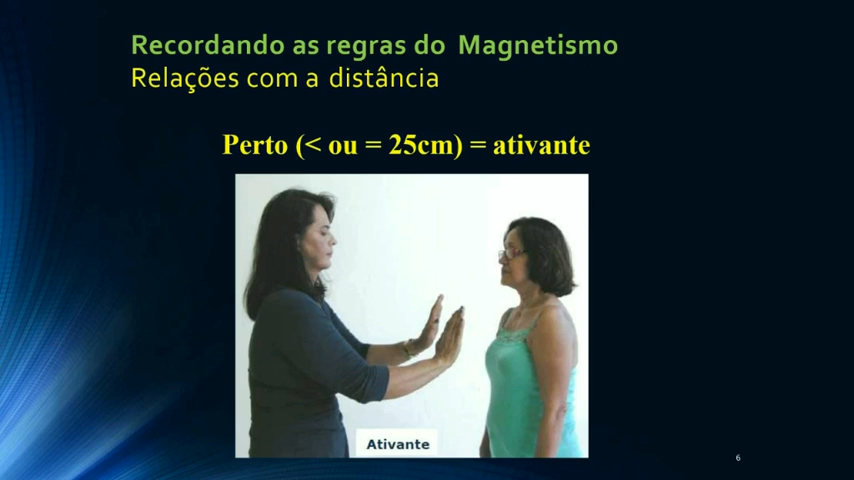 Recordando as regras do Magnetismo
Relações com a distância
Perto (< ou = 25cm) = ativante
Ativante
6